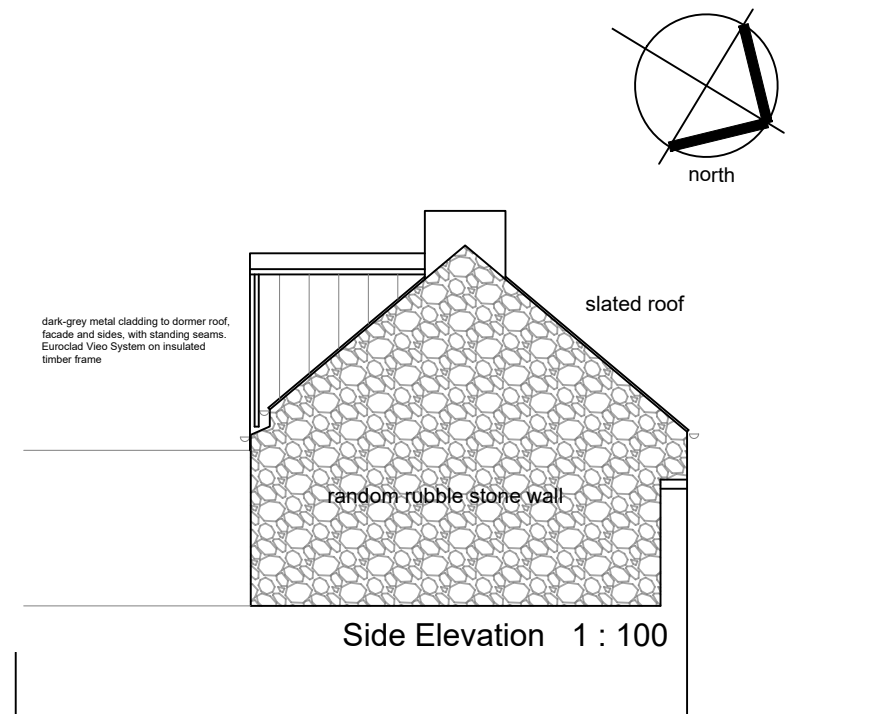 north
slated roof
dark-grey metal cladding to dormer roof,
facade and sides, with standing seams.
Euroclad Vieo System on insulated
timber frame
random rubble stone wall
Side Elevation 1 : 100